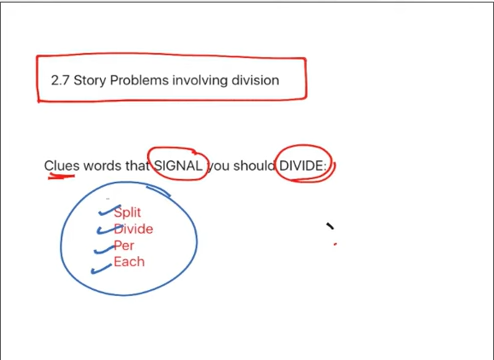 2.7 Story Problems involving division
Clues words that SIGNAL you should DIVIDE:
Split
Divide
Per
Each